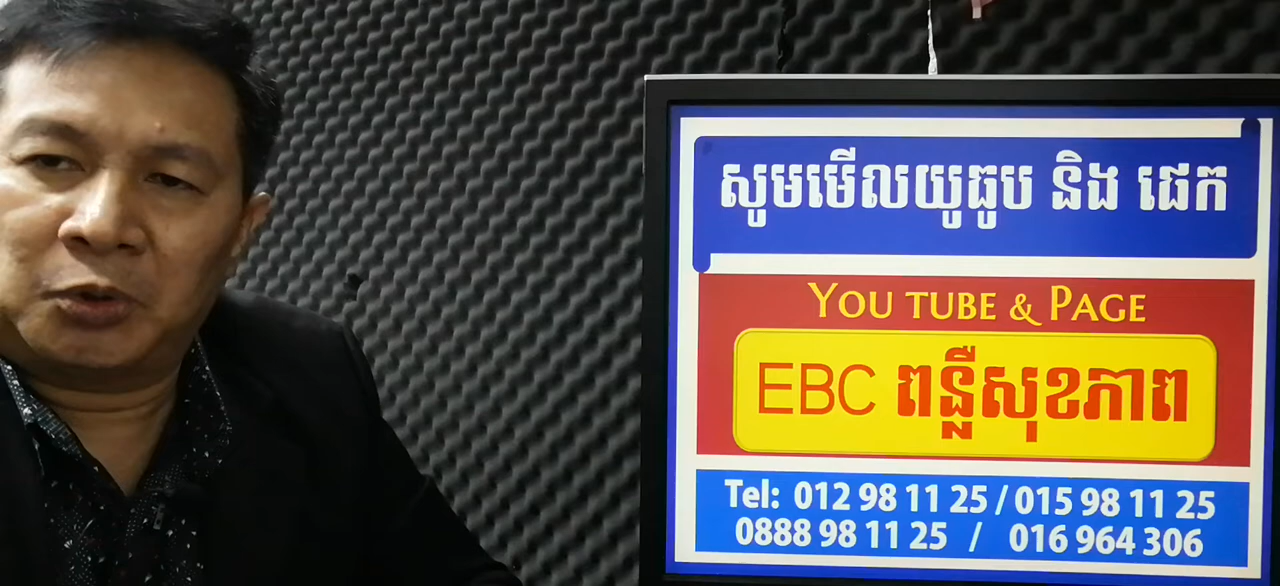 សូមមើលយូធូប និង ផេក
YOU TUBE & PAGE
EBC ពន្លឺសុខភាព
Tel: 012 98 11 25 / 015 98 11 25
0888 98 11 25 / 016 964 306